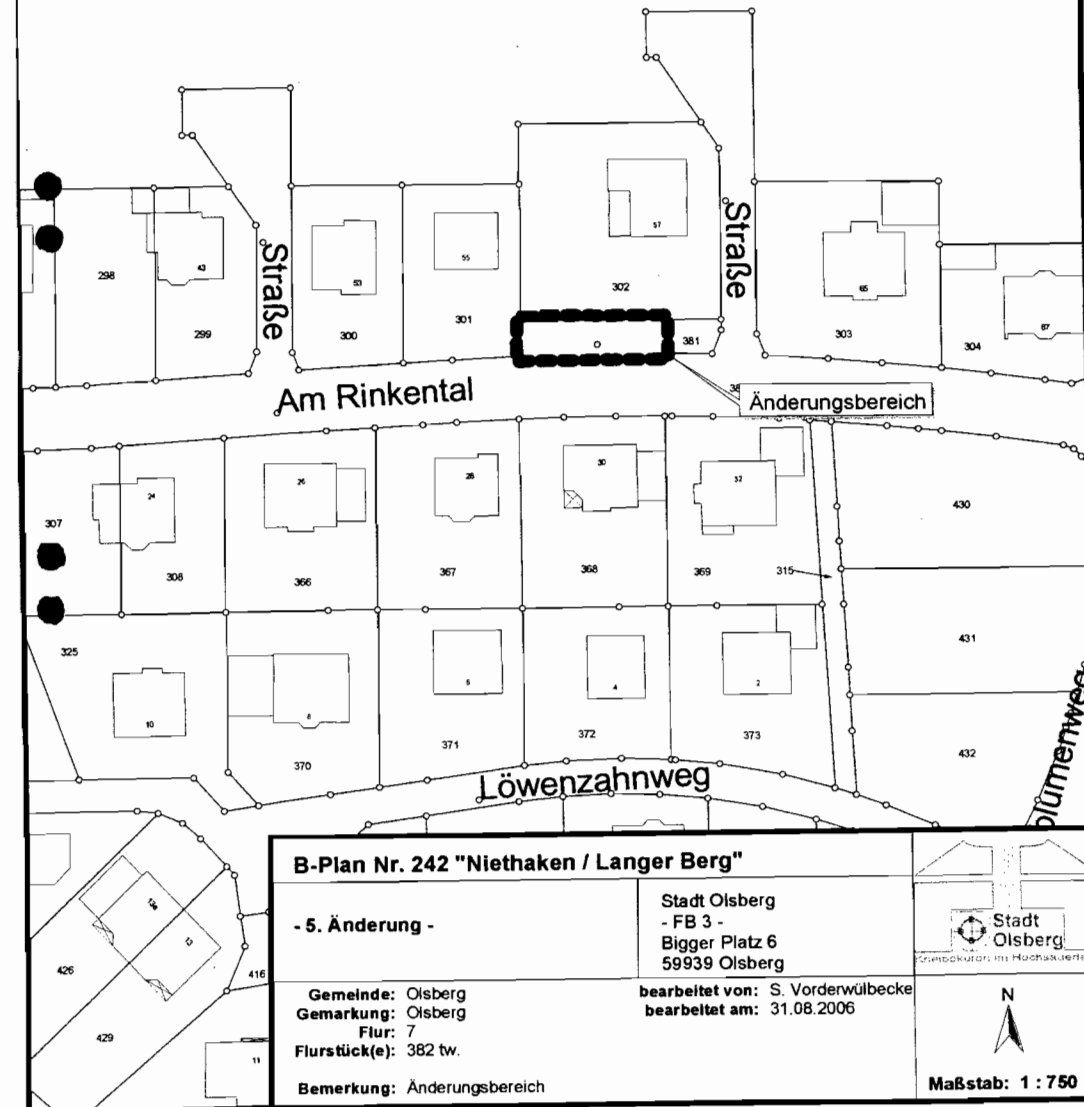 Straße
Straße
57
298
43
299
53
300
55
301
302
381
65
303
304
67
Am Rinkental
Änderungsbereich
307
24
308
26
366
28
367
30
368
32
369
315
430
431
432
325
10
8
370
371
4
372
2
373
Löwenzahnweg
blumenweg
13a
13
426
429
416
11
B-Plan Nr. 242 "Niethaken / Langer Berg"
- 5. Änderung -
Stadt Olsberg
- FB 3 -
Bigger Platz 6
59939 Olsberg
Stadt
Olsberg
Gemeinde: Olsberg
Gemarkung: Olsberg
Flur: 7
Flurstück(e): 382 tw.
Bemerkung: Änderungsbereich
bearbeitet von: S. Vorderwülbecke
bearbeitet am: 31.08.2006
N
Maßstab: 1 : 750